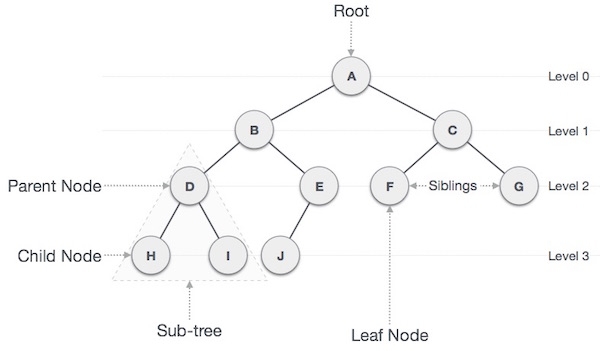 Root
A
Level 0
B
C
Level 1
Parent Node
D
E
F
Siblings
G
Level 2
Child Node
H
I
J
Level 3
Sub-tree
Leaf Node